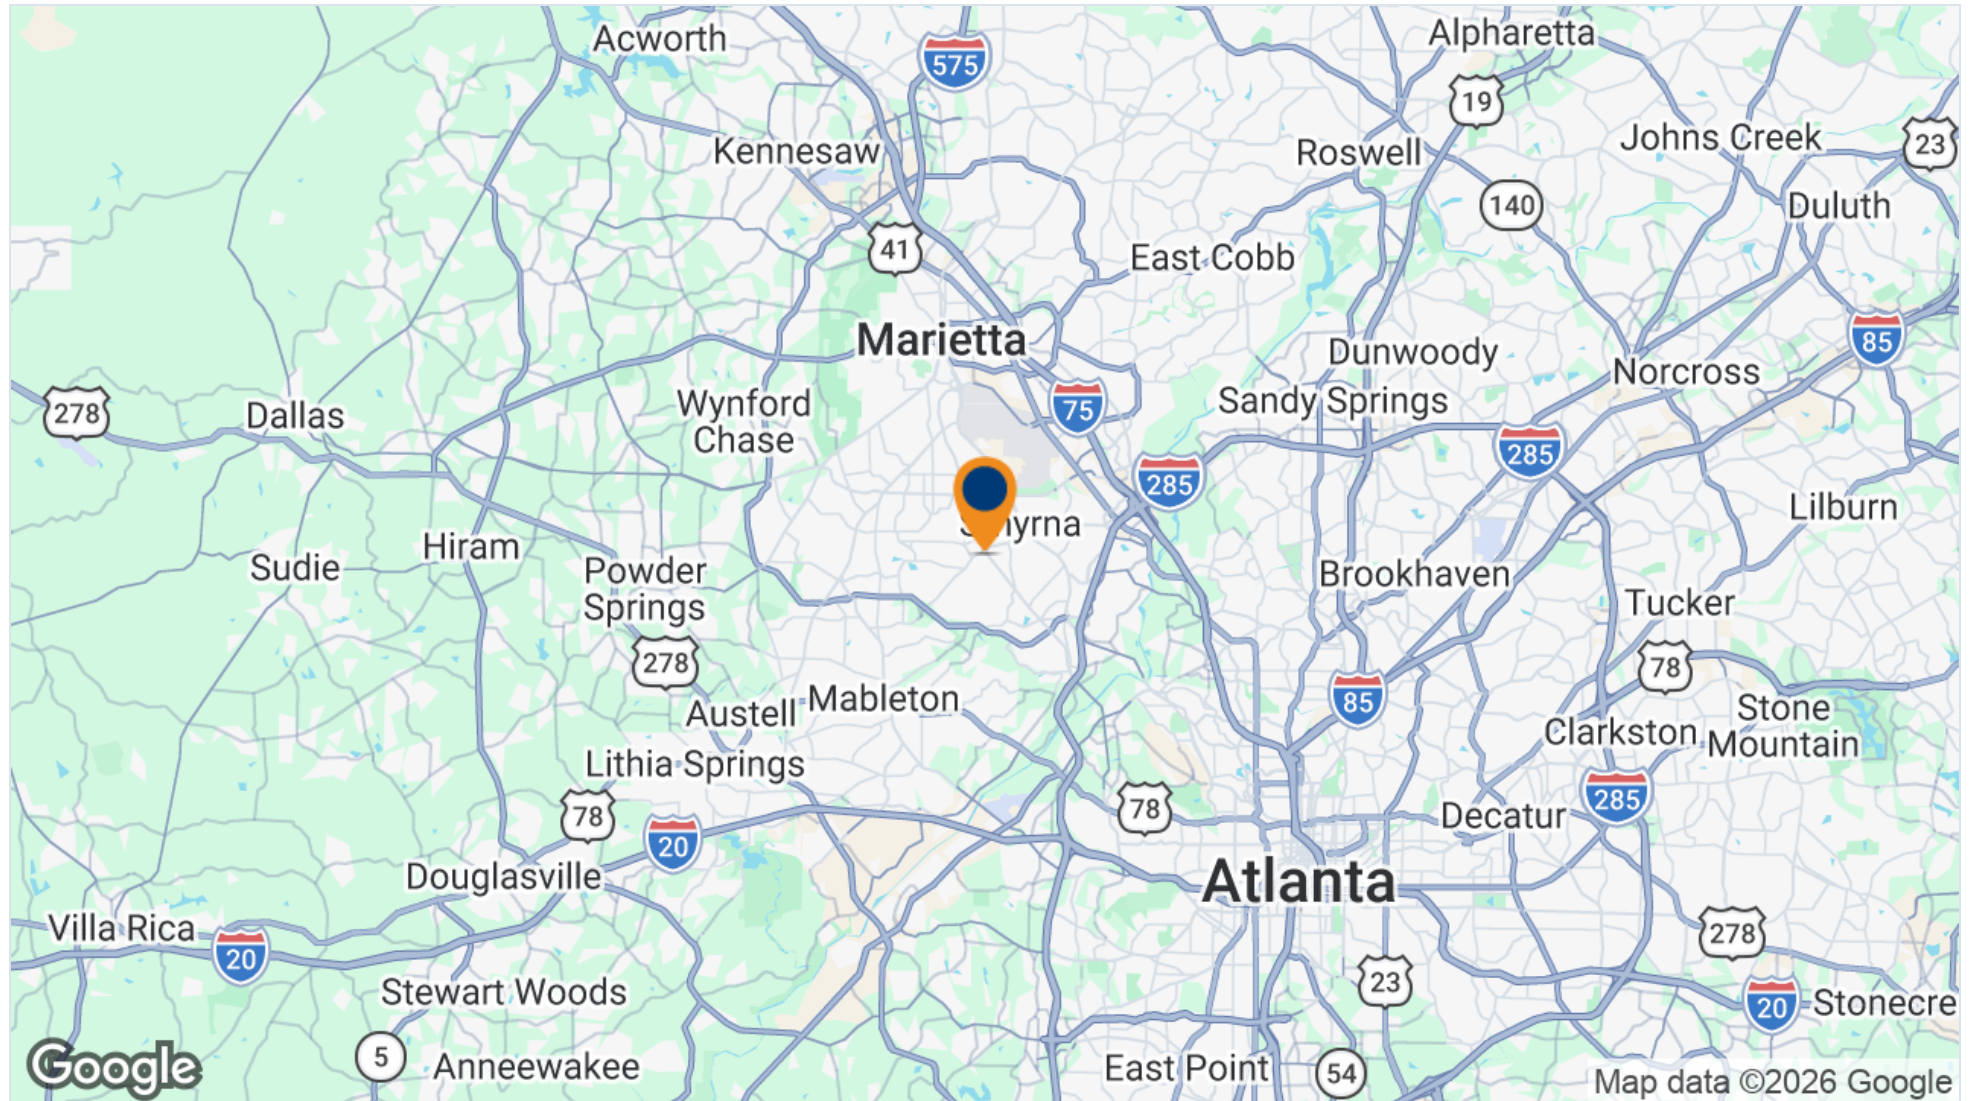 Acworth
575
Alpharetta
19
Kennesaw
Roswell
Johns Creek
23
140
Duluth
41
East Cobb
Marietta
85
Dunwoody
Norcross
278
Dallas
Wynford
Chase
75
Sandy Springs
285
285
Lilburn
Sudie
Hiram
Powder
Springs
Brookhaven
Tucker
278
78
85
Austell
Mableton
Clarkston
Stone
Mountain
Lithia Springs
78
20
78
Decatur
285
Douglasville
Atlanta
Villa Rica
20
278
Stewart Woods
23
20
Stonecre
5
Anneewakee
East Point
54
Google
Map data ©2026 Google